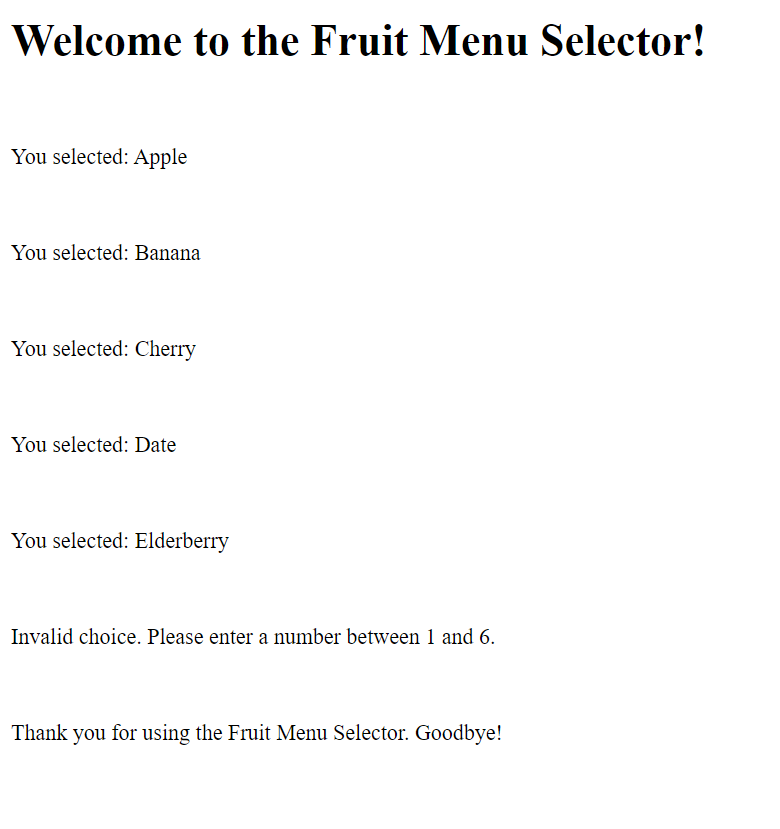 Welcome to the Fruit Menu Selector!
You selected: Apple
You selected: Banana
You selected: Cherry
You selected: Date
You selected: Elderberry
Invalid choice. Please enter a number between 1 and 6.
Thank you for using the Fruit Menu Selector. Goodbye!